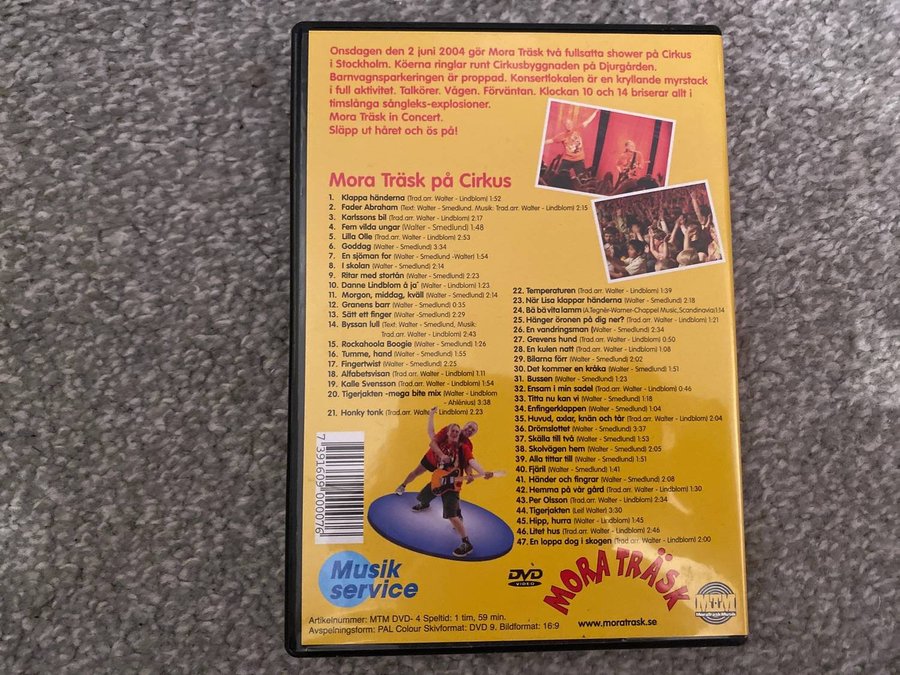 Onsdagen den 2 juni 2004 gör Mora Träsk två fullsatta shower på Cirkus
i Stockholm. Köerna ringlar runt Cirkusbyggnaden på Djurgården.
Barnvagnsparkeringen är proppad. Konsertlokalen är en kryllande myrstack
i full aktivitet. Talkörer. Vågen. Förväntan. Klockan 10 och 14 briserar allt i
timslånga sångleks-explosioner.
Mora Träsk in Concert.
Släpp ut håret och ös på!
Mora Träsk på Cirkus
1. Klappa händerna (Trad.arr. Walter - Lindblom) 1:52
2. Fader Abraham (Text: Walter - Smedlund. Musik: Trad.arr. Walter - Lindblom) 2:15
3. Karlssons bil (Trad.arr. Walter - Lindblom) 2:17
4. Fem vilda ungar (Walter - Smedlund) 1:48
5. Lilla Olle (Trad.arr. Walter - Lindblom) 2:53
6. Goddag (Walter - Smedlund) 3:34
7. En sjöman for (Walter - Smedlund -Walter) 1:54
8. I skolan (Walter - Smedlund) 2:14
9. Ritar med stortån (Walter - Smedlund) 2:23
10. Danne Lindblom å ja´ (Walter - Lindblom) 1:23
11. Morgon, middag, kväll (Walter - Smedlund) 2:14
12. Granens barr (Walter - Smedlund) 0:35
13. Sätt ett finger (Walter -Smedlund) 2:29
14. Byssan lull (Text: Walter - Smedlund, Musik:
Trad.arr. Walter - Lindblom) 2:43
15. Rockahoola Boogie (Walter - Smedlund) 1:26
16. Tumme, hand (Walter - Smedlund) 1:55
17. Fingertwist (Walter - Smedlund) 2:25
18. Alfabetsvisan (Trad.arr. Walter - Lindblom) 1:11
19. Kalle Svensson (Trad.arr. Walter - Lindblom) 1:54
20. Tigerjakten -mega bite mix (Walter - Lindblom
- Ahlénius) 3:38
21. Honky tonk (Trad.arr. Walter - Lindblom) 2.23
22. Temperaturen (Trad.arr. Walter - Lindblom) 1:39
23. När Lisa klappar händerna (Walter - Smedlund) 2:18
24. Bä bä vita lamm (A.Tegnér-Warner-Chappel Music, Scandinavia)1:14
25. Hänger öronen på dig ner? (Trad.arr. Walter - Lindblom) 1:21
26. En vandringsman (Walter - Smedlund) 2:34
27. Grevens hund (Trad.arr. Walter - Lindblom) 0:50
28. En kulen natt (Trad.arr. Walter - Lindblom) 1:08
29. Bilarna förr (Walter - Smedlund) 2:02
30. Det kommer en kråka (Walter - Smedlund) 1:51
31. Bussen (Walter - Smedlund) 1:23
32. Ensam i min sadel (Trad.arr. Walter - Lindblom) 0:46
33. Titta nu kan vi (Walter - Smedlund) 1:18
34. Enfingerklappen (Walter - Smedlund) 1:04
35. Huvud, axlar, knän och tår (Trad.arr. Walter - Lindblom) 2:04
36. Drömslottet (Walter - Smedlund) 3:37
37. Skälla till två (Walter - Smedlund) 1:53
38. Skolvägen hem (Walter - Smedlund) 2:05
39. Alla tittar till (Walter - Smedlund) 1:51
40. Fjäril (Walter - Smedlund) 1:41
41. Händer och fingrar (Walter - Smedlund) 2:08
42. Hemma på vår gård (Trad.arr. Walter - Lindblom) 1:30
43. Per Olsson (Trad.arr. Walter - Lindblom) 2:34
44. Tigerjakten (Leif Walter) 3:30
45. Hipp, hurra (Walter - Lindblom) 1:45
46. Litet hus (Trad.arr. Walter - Lindblom) 2:46
47. En loppa dog i skogen (Trad.arr. Walter - Lindblom) 2:00
7391609000076
Musik
service
DVD
VIDEO
MORA TRÄSK
www.moratrask.se
MTM
MoraTräskMusik
Artikelnummer: MTM DVD- 4 Speltid: 1 tim, 59 min.
Avspelningsform: PAL Colour Skivformat: DVD 9. Bildformat: 16:9